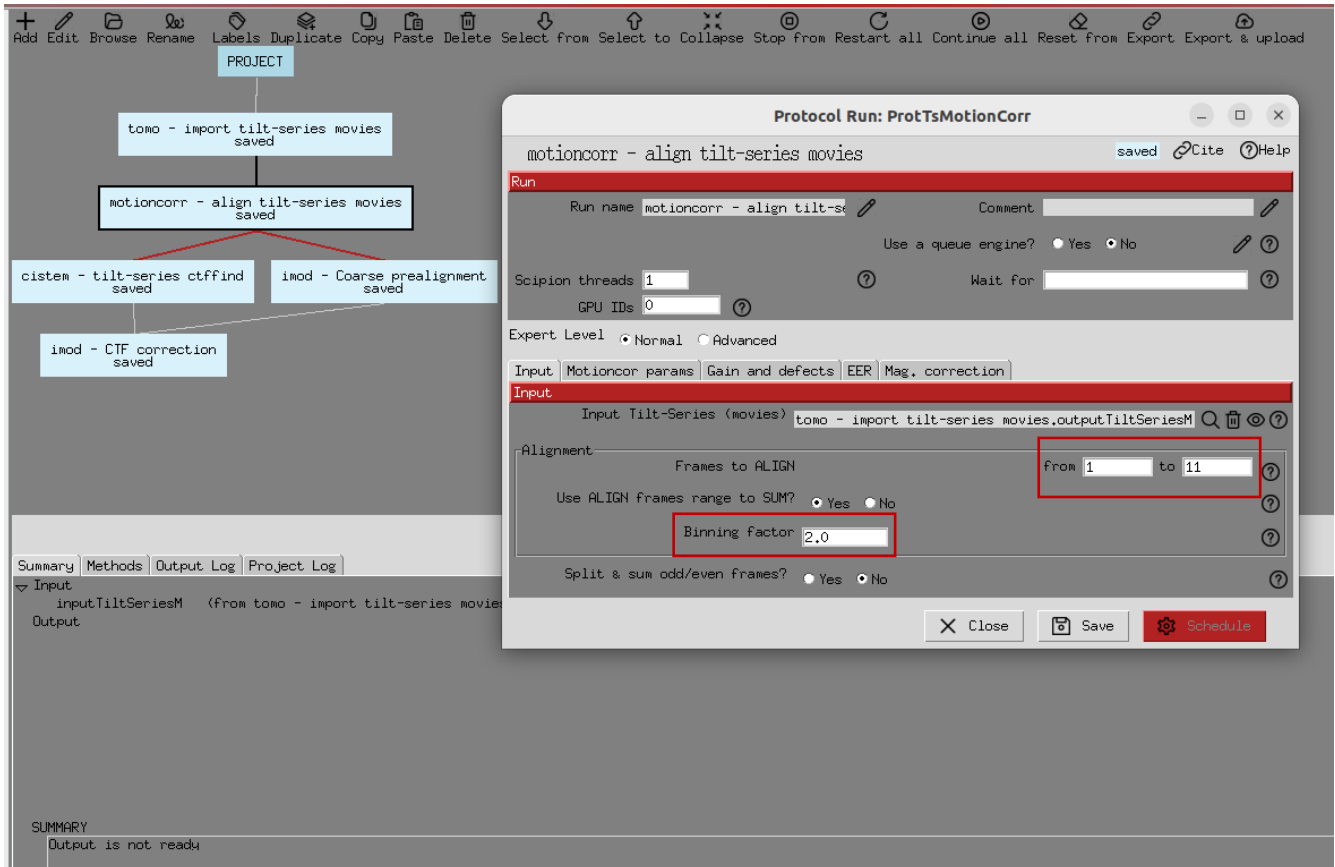 Add Edit Browse Rename Labels Duplicate Copy Paste Delete Select from Select to Collapse Stop from Restart all Continue all Reset from Export Export & upload
PROJECT
tomo - import tilt-series movies
saved
motioncorr - align tilt-series movies
saved
cistem - tilt-series ctffind
saved
imod - Coarse prealignment
saved
imod - CTF correction
saved
Protocol Run: ProtTsMotionCorr
motioncorr - align tilt-series movies saved Cite Help
Run
Run name motioncorr - align tilt-se Comment
Use a queue engine? Yes No
Scipion threads 1 Wait for
GPU IDs 0
Expert Level Normal Advanced
Input Motioncor params Gain and defects EER Mag. correction
Input
Input Tilt-Series (movies) tomo - import tilt-series movies.outputTiltSeriesM
Alignment
Frames to ALIGN from 1 to 11
Use ALIGN frames range to SUM? Yes No
Binning factor 2.0
Split & sum odd/even frames? Yes No
Close Save Schedule
Summary Methods Output Log Project Log
Input
inputTiltSeriesM (from tomo - import tilt-series movies
Output
SUMMARY
Output is not ready